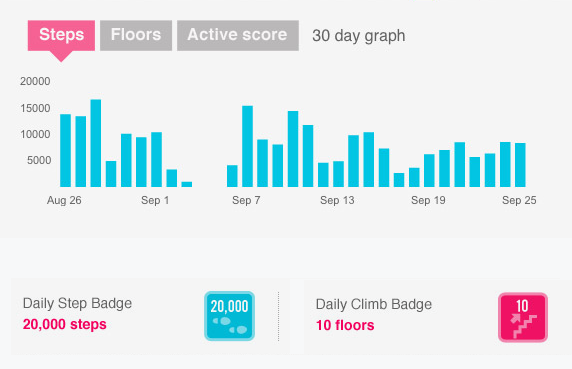 Steps Floors Active score 30 day graph
20000
15000
10000
5000
Aug 26 Sep 1 Sep 7 Sep 13 Sep 19 Sep 25
Daily Step Badge
20,000 steps
20,000
Daily Climb Badge
10 floors
10